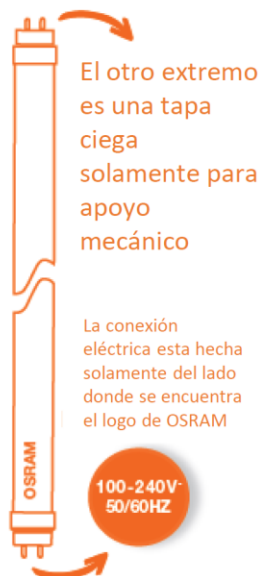 El otro extremo
es una tapa
ciega
solamente para
apoyo
mecánico
La conexión
eléctrica esta hecha
solamente del lado
donde se encuentra
el logo de OSRAM
OSRAM
100-240V~
50/60HZ